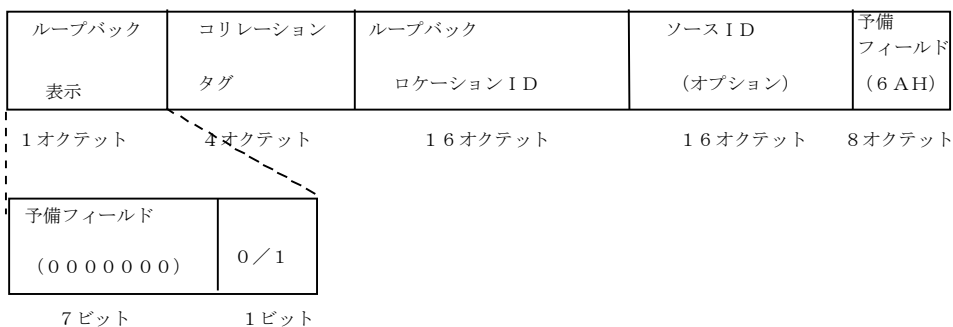 ループバック
表示
コリレーション
タグ
ループバック
ロケーションＩＤ
ソースＩＤ
（オプション）
予備
フィールド
（６ＡＨ）
１オクテット
４オクテット
１６オクテット
１６オクテット
８オクテット
予備フィールド
（０００００００）
０／１
７ビット
１ビット